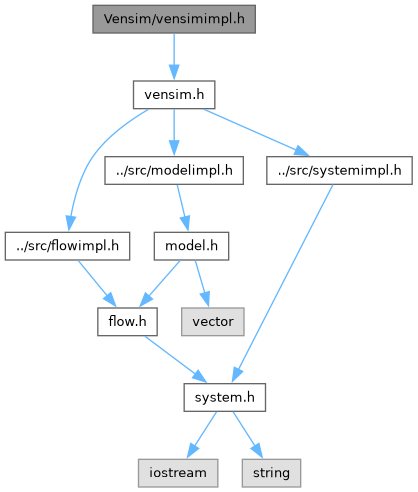 Vensim/vensimimpl.h
vensim.h
../src/modelimpl.h
../src/systemimpl.h
../src/flowimpl.h
model.h
flow.h
vector
system.h
iostream
string